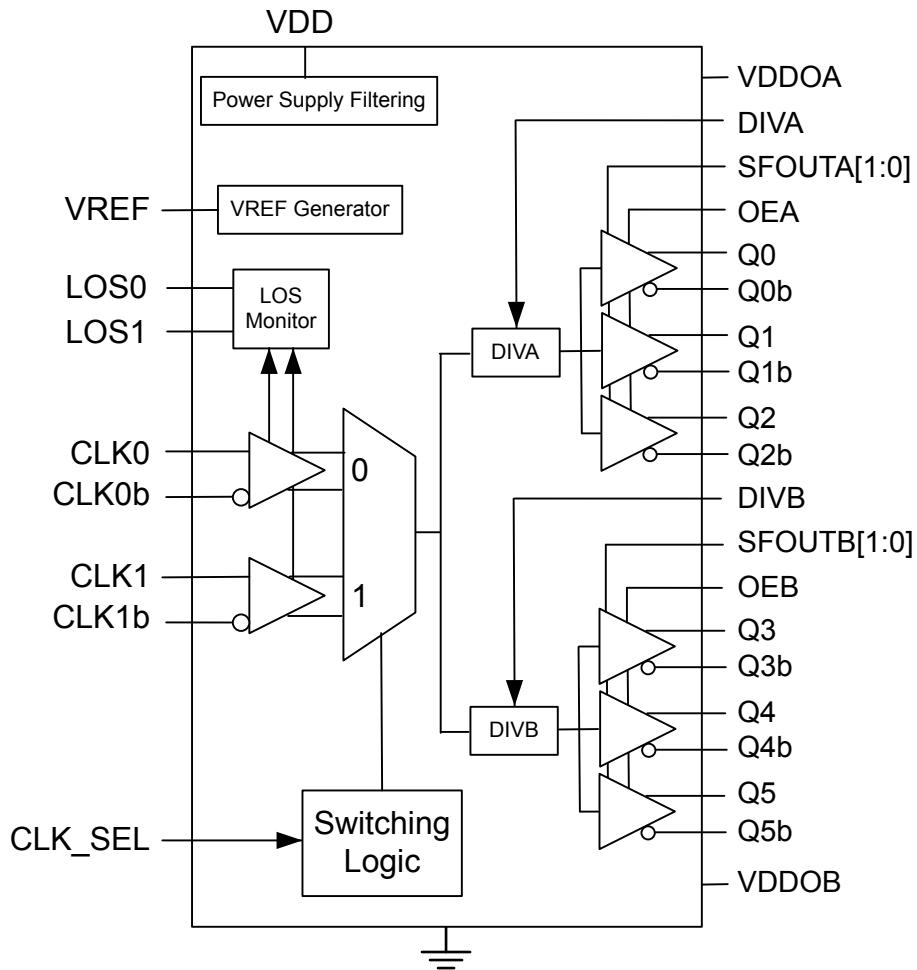 VDD
Power Supply Filtering
VREF
VREF Generator
LOS0
LOS1
LOS
Monitor
CLK0
CLK0b
CLK1
CLK1b
0
1
CLK_SEL
Switching
Logic
DIVA
DIVB
VDDOA
DIVA
SFOUTA[1:0]
OEA
Q0
Q0b
Q1
Q1b
Q2
Q2b
DIVB
SFOUTB[1:0]
OEB
Q3
Q3b
Q4
Q4b
Q5
Q5b
VDDOB